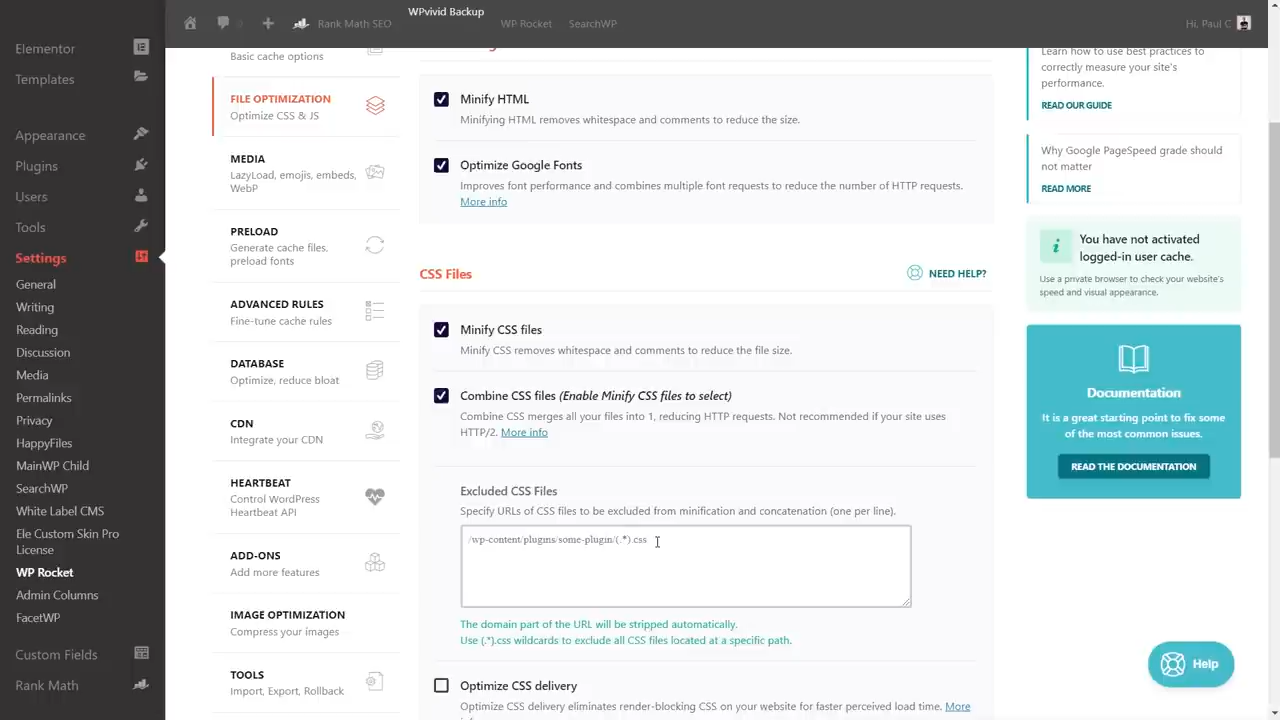 WPvivid Backup
Rank Math SEO
WP Rocket
SearchWP
Hi, Paul C
Elementor
Templates
Appearance
Plugins
Users
Tools
Settings
General
Writing
Reading
Discussion
Media
Permalinks
Privacy
HappyFiles
MainWP Child
SearchWP
White Label CMS
Ele Custom Skin Pro
License
WP Rocket
Admin Columns
FacetWP
Custom Fields
Rank Math
Basic cache options
FILE OPTIMIZATION
Optimize CSS & JS
MEDIA
LazyLoad, emojis, embeds,
WebP
PRELOAD
Generate cache files,
preload fonts
ADVANCED RULES
Fine-tune cache rules
DATABASE
Optimize, reduce bloat
CDN
Integrate your CDN
HEARTBEAT
Control WordPress
Heartbeat API
ADD-ONS
Add more features
IMAGE OPTIMIZATION
Compress your images
TOOLS
Import, Export, Rollback
Minify HTML
Minifying HTML removes whitespace and comments to reduce the size.
Optimize Google Fonts
Improves font performance and combines multiple font requests to reduce the number of HTTP requests.
More info
CSS Files
NEED HELP?
Minify CSS files
Minify CSS removes whitespace and comments to reduce the file size.
Combine CSS files (Enable Minify CSS files to select)
Combine CSS merges all your files into 1, reducing HTTP requests. Not recommended if your site uses
HTTP/2. More info
Excluded CSS Files
Specify URLs of CSS files to be excluded from minification and concatenation (one per line).
/wp-content/plugins/some-plugin/(.*).css
The domain part of the URL will be stripped automatically.
Use (.*).css wildcards to exclude all CSS files located at a specific path.
Optimize CSS delivery
Optimize CSS delivery eliminates render-blocking CSS on your website for faster perceived load time. More
Learn how to use best practices to
correctly measure your site's
performance.
READ OUR GUIDE
Why Google PageSpeed grade should
not matter
READ MORE
You have not activated
logged-in user cache.
Use a private browser to check your website's
speed and visual appearance.
Documentation
It is a great starting point to fix some
of the most common issues.
READ THE DOCUMENTATION
Help